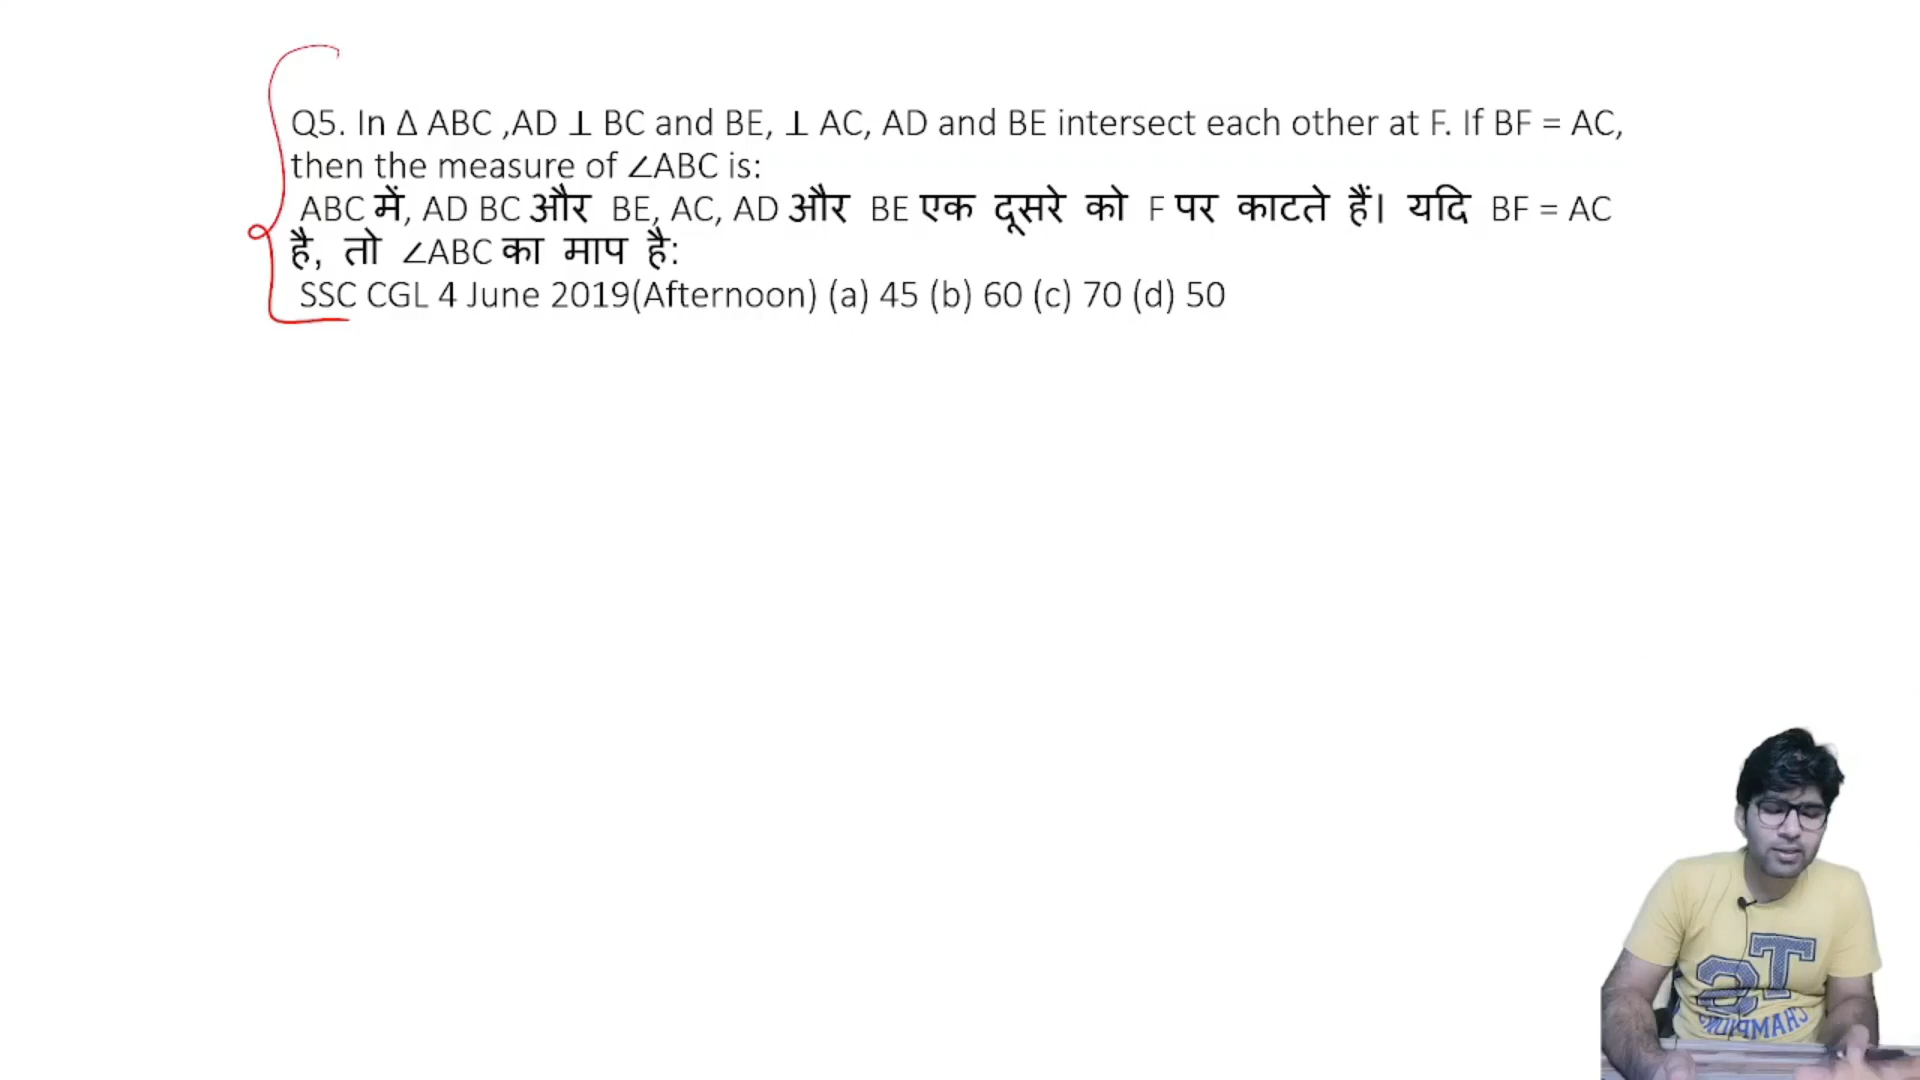 Q5. In Δ ABC ,AD ⊥ BC and BE, ⊥ AC, AD and BE intersect each other at F. If BF = AC,
then the measure of ∠ABC is:
ABC में, AD BC और BE, AC, AD और BE एक दूसरे को F पर काटते हैं। यदि BF = AC
है, तो ∠ABC का माप है:
SSC CGL 4 June 2019(Afternoon) (a) 45 (b) 60 (c) 70 (d) 50